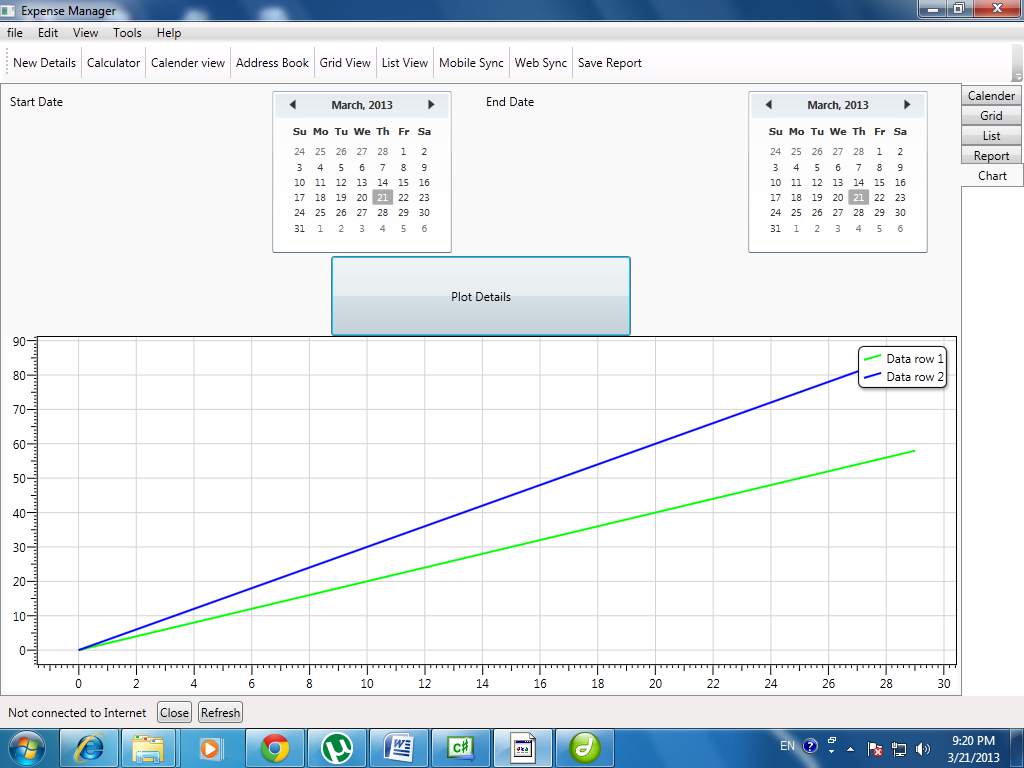 Expense Manager
file Edit View Tools Help
New Details Calculator Calender view Address Book Grid View List View Mobile Sync Web Sync Save Report
Start Date
March, 2013
Su Mo Tu We Th Fr Sa
24 25 26 27 28 1 2
3 4 5 6 7 8 9
10 11 12 13 14 15 16
17 18 19 20 21 22 23
24 25 26 27 28 29 30
31 1 2 3 4 5 6
End Date
March, 2013
Su Mo Tu We Th Fr Sa
24 25 26 27 28 1 2
3 4 5 6 7 8 9
10 11 12 13 14 15 16
17 18 19 20 21 22 23
24 25 26 27 28 29 30
31 1 2 3 4 5 6
Calender
Grid
List
Report
Chart
Plot Details
90
80
70
60
50
40
30
20
10
0
Data row 1
Data row 2
0 2 4 6 8 10 12 14 16 18 20 22 24 26 28 30
Not connected to Internet Close Refresh
C#
EN
9:20 PM
3/21/2013